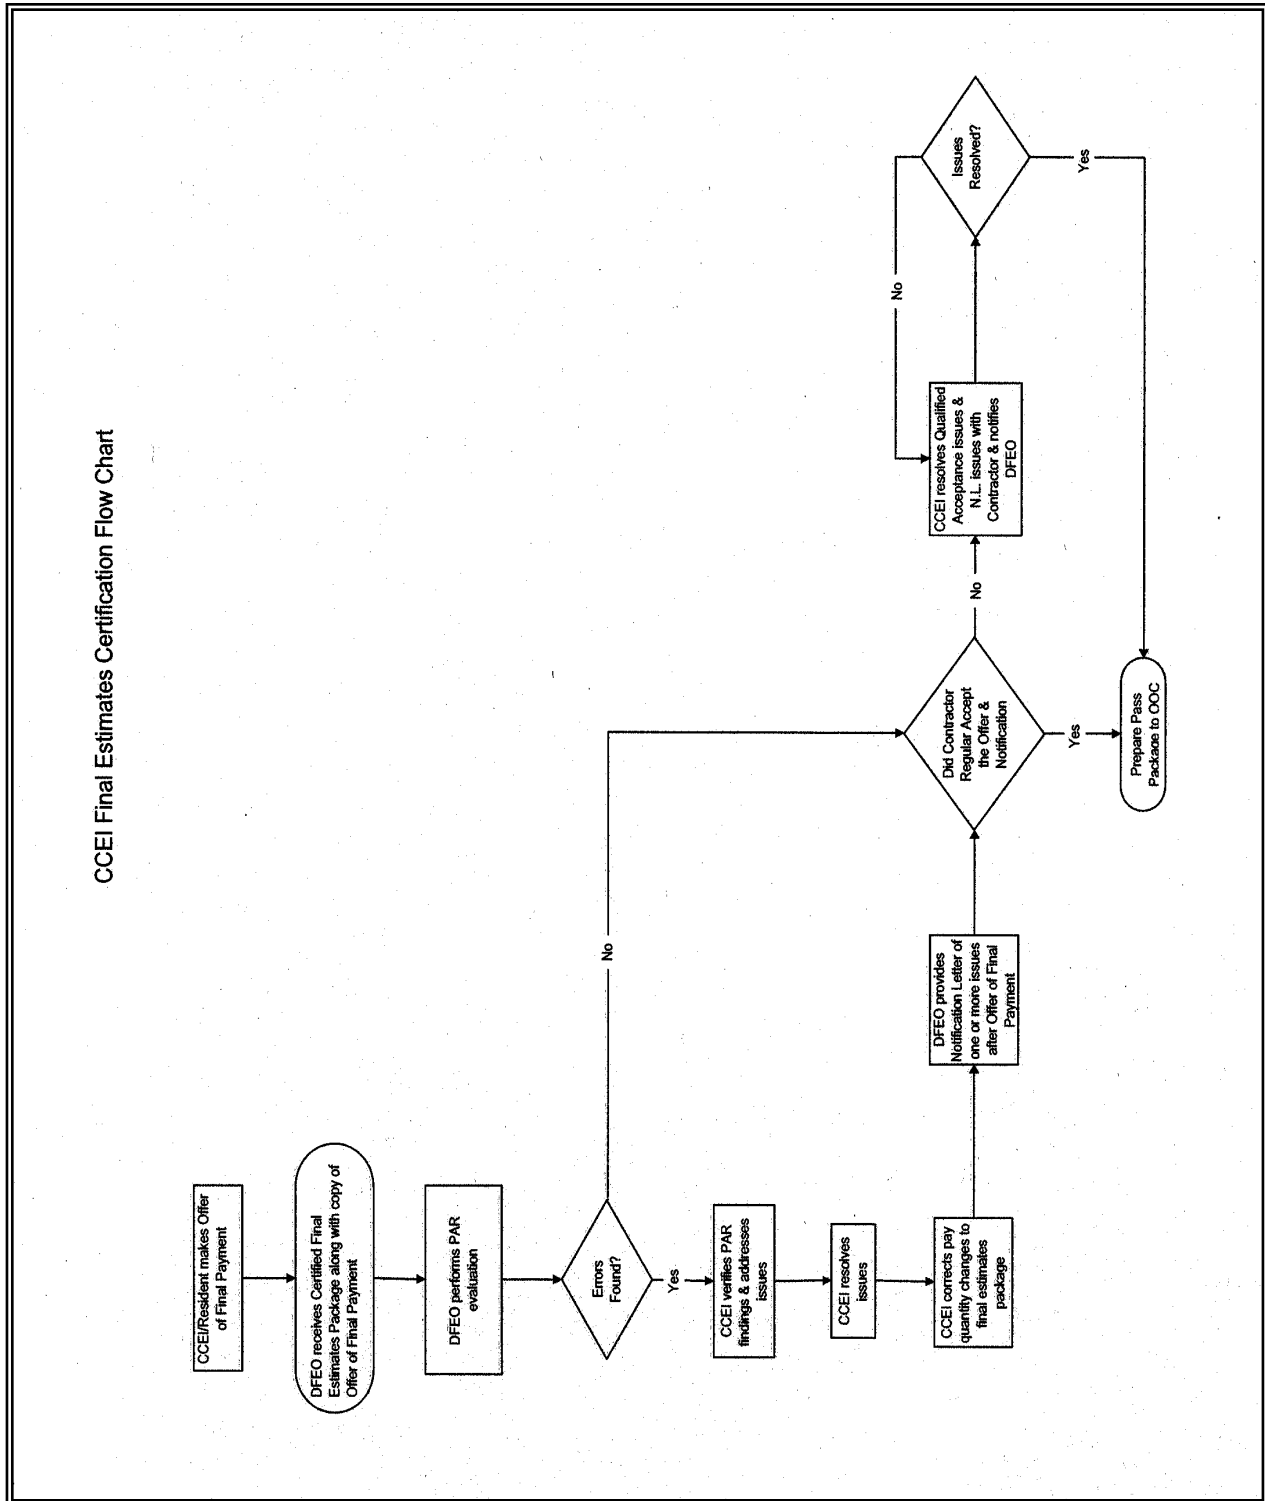 CCEI Final Estimates Certification Flow Chart
CCEI/Resident makes Offer
of Final Payment
DFEO receives Certified Final
Estimates Package along with copy of
Offer of Final Payment
DFEO performs PAR
evaluation
Errors
Found?
No
Yes
CCEI verifies PAR
findings & addresses
issues
CCEI resolves
issues
CCEI corrects pay
quantity changes to
final estimates
package
DFEO provides
Notification Letter of
one or more issues
after Offer of Final
Payment
Did Contractor
Regular Accept
the Offer &
Notification
No
Yes
CCEI resolves Qualified
Acceptance issues &
N.L. issues with
Contractor & notifies
DFEO
Issues
Resolved?
No
Yes
Prepare Pass
Package to OOC